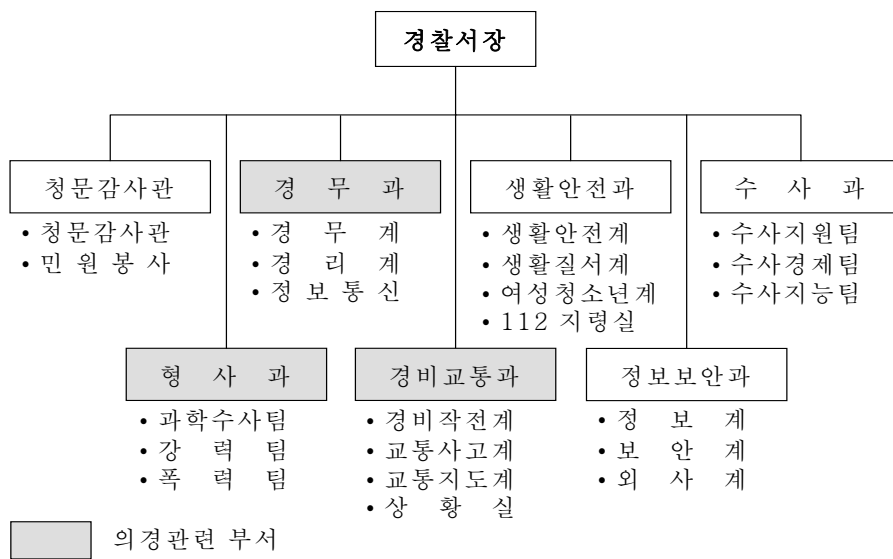 경찰서장
청문감사관
• 청문감사관
• 민 원 봉 사
경 무 과
• 경 무 계
• 경 리 계
• 정 보 통 신
생활안전과
• 생활안전계
• 생활질서계
• 여성청소년계
• 112 지령실
수 사 과
• 수사지원팀
• 수사경제팀
• 수사지능팀
형 사 과
• 과학수사팀
• 강 력 팀
• 폭 력 팀
경비교통과
• 경비작전계
• 교통사고계
• 교통지도계
• 상 황 실
정보보안과
• 정 보 계
• 보 안 계
• 외 사 계
의경관련 부서